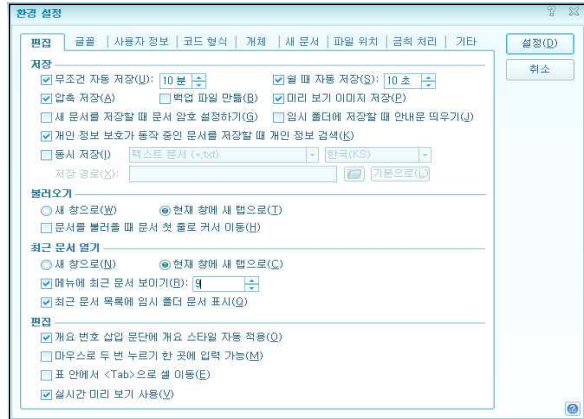 환경 설정
편집 글꼴 사용자 정보 코드 형식 개체 새 문서 파일 위치 금칙 처리 기타
설정(D)
취소
저장
무조건 자동 저장(U): 10 분 쉴 때 자동 저장(S): 10 초
압축 저장(A) 백업 파일 만듦(B) 미리 보기 이미지 저장(P)
새 문서를 저장할 때 문서 암호 설정하기(G) 임시 폴더에 저장할 때 안내문 띄우기(J)
개인 정보 보호가 동작 중인 문서를 저장할 때 개인 정보 검색(K)
동시 저장(I) 텍스트 문서 (*.txt) 한국(KS)
저장 경로(X): 기본으로(L)
불러오기
새 창으로(W) 현재 창에 새 탭으로(T)
문서를 불러올 때 문서 첫 줄로 커서 이동(H)
최근 문서 열기
새 창으로(N) 현재 창에 새 탭으로(C)
메뉴에 최근 문서 보이기(R): 9
최근 문서 목록에 임시 폴더 문서 표시(Q)
편집
개요 번호 삽입 문단에 개요 스타일 자동 적용(O)
마우스로 두 번 누르기 한 곳에 입력 가능(M)
표 안에서 <Tab>으로 셀 이동(E)
실시간 미리 보기 사용(V)